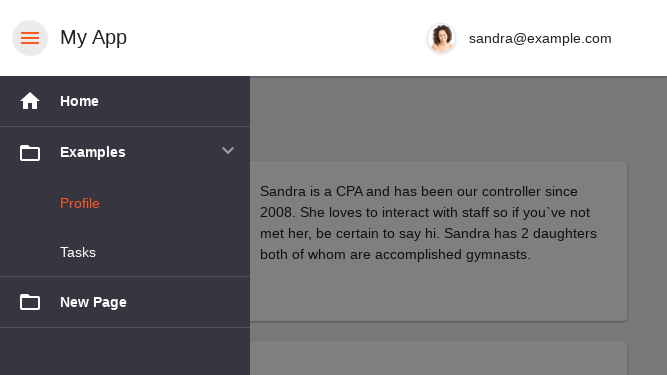 My App
sandra@example.com
Home
Examples
Profile
Tasks
New Page
Sandra is a CPA and has been our controller since
2008. She loves to interact with staff so if you`ve not
met her, be certain to say hi. Sandra has 2 daughters
both of whom are accomplished gymnasts.